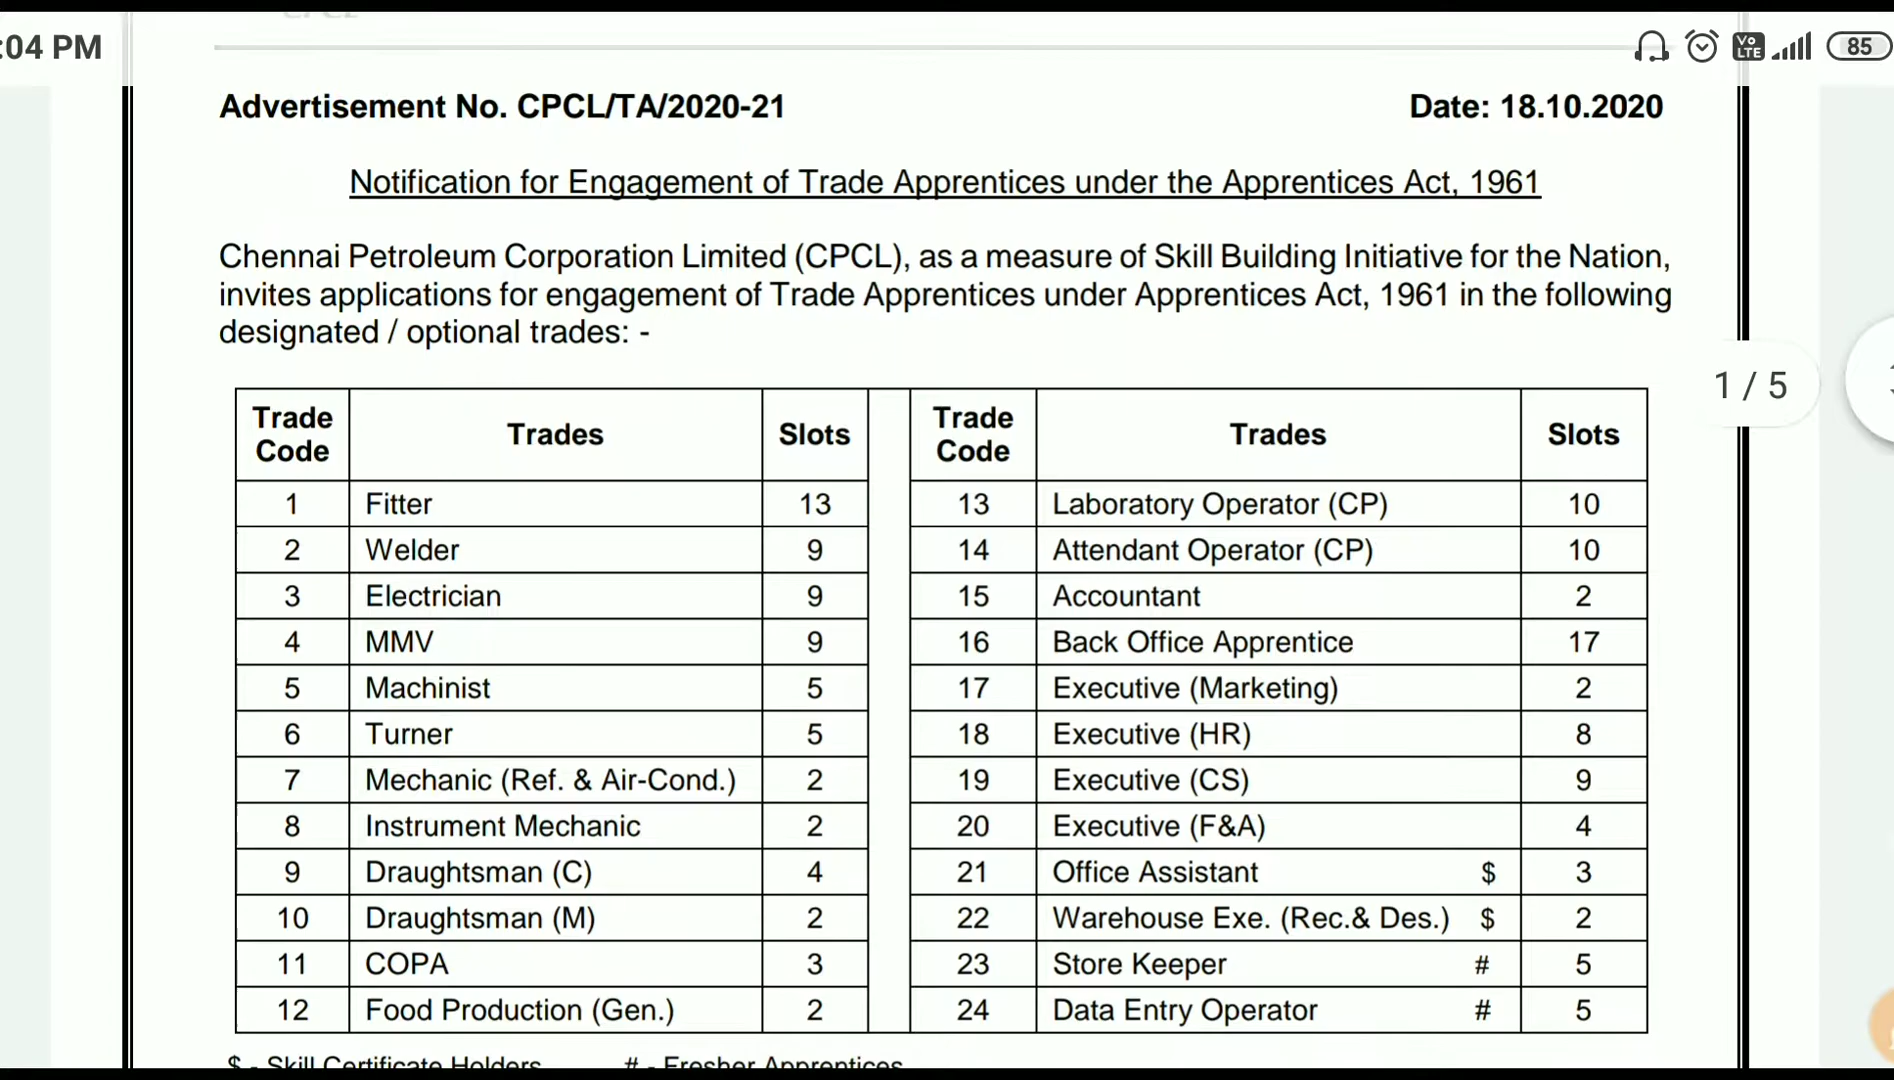 :04 PM
VoLTE
85
Advertisement No. CPCL/TA/2020-21 Date: 18.10.2020
Notification for Engagement of Trade Apprentices under the Apprentices Act, 1961
Chennai Petroleum Corporation Limited (CPCL), as a measure of Skill Building Initiative for the Nation,
invites applications for engagement of Trade Apprentices under Apprentices Act, 1961 in the following
designated / optional trades: -
1 / 5
Trade Code Trades Slots Trade Code Trades Slots
1 Fitter 13 13 Laboratory Operator (CP) 10
2 Welder 9 14 Attendant Operator (CP) 10
3 Electrician 9 15 Accountant 2
4 MMV 9 16 Back Office Apprentice 17
5 Machinist 5 17 Executive (Marketing) 2
6 Turner 5 18 Executive (HR) 8
7 Mechanic (Ref. & Air-Cond.) 2 19 Executive (CS) 9
8 Instrument Mechanic 2 20 Executive (F&A) 4
9 Draughtsman (C) 4 21 Office Assistant $ 3
10 Draughtsman (M) 2 22 Warehouse Exe. (Rec.& Des.) $ 2
11 COPA 3 23 Store Keeper # 5
12 Food Production (Gen.) 2 24 Data Entry Operator # 5
$ - Skill Certificate Holders # - Fresher Apprentices